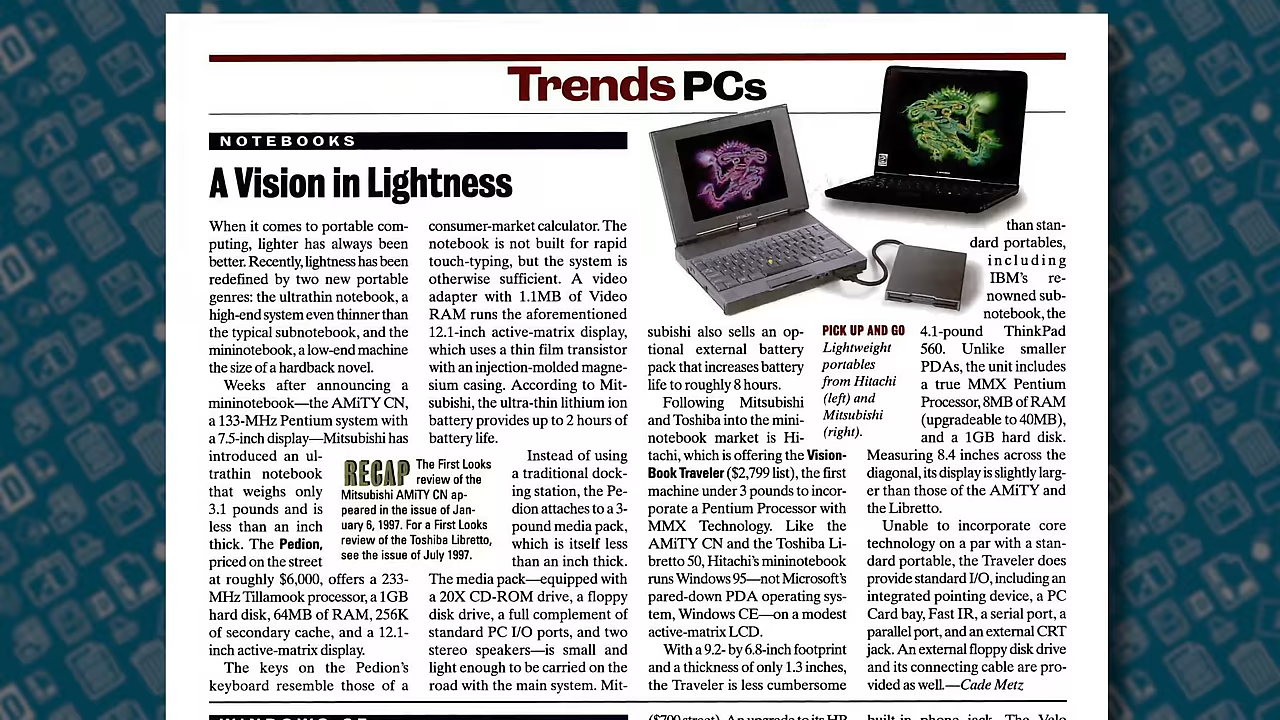 Trends PCs
NOTEBOOKS
A Vision in Lightness
When it comes to portable com-
puting, lighter has always been
better. Recently, lightness has been
redefined by two new portable
genres: the ultrathin notebook, a
high-end system even thinner than
the typical subnotebook, and the
mininotebook, a low-end machine
the size of a hardback novel.
Weeks after announcing a
mininotebook—the AMiTY CN,
a 133-MHz Pentium system with
a 7.5-inch display—Mitsubishi has
introduced an ul-
trathin notebook
that weighs only
3.1 pounds and is
less than an inch
thick. The Pedion,
priced on the street
at roughly $6,000, offers a 233-
MHz Tillamook processor, a 1GB
hard disk, 64MB of RAM, 256K
of secondary cache, and a 12.1-
inch active-matrix display.
The keys on the Pedion's
keyboard resemble those of a
RECAP The First Looks
review of the
Mitsubishi AMiTY CN ap-
peared in the issue of Jan-
uary 6, 1997. For a First Looks
review of the Toshiba Libretto,
see the issue of July 1997.
consumer-market calculator. The
notebook is not built for rapid
touch-typing, but the system is
otherwise sufficient. A video
adapter with 1.1MB of Video
RAM runs the aforementioned
12.1-inch active-matrix display,
which uses a thin film transistor
with an injection-molded magne-
sium casing. According to Mit-
subishi, the ultra-thin lithium ion
battery provides up to 2 hours of
battery life.
Instead of using
a traditional dock-
ing station, the Pe-
dion attaches to a 3-
pound media pack,
which is itself less
than an inch thick.
The media pack—equipped with
a 20X CD-ROM drive, a floppy
disk drive, a full complement of
standard PC I/O ports, and two
stereo speakers—is small and
light enough to be carried on the
road with the main system. Mit-
subishi also sells an op-
tional external battery
pack that increases battery
life to roughly 8 hours.
Following Mitsubishi
and Toshiba into the mini-
notebook market is Hi-
tachi, which is offering the Vision-
Book Traveler ($2,799 list), the first
machine under 3 pounds to incor-
porate a Pentium Processor with
MMX Technology. Like the
AMiTY CN and the Toshiba Li-
bretto 50, Hitachi's mininotebook
runs Windows 95—not Microsoft's
pared-down PDA operating sys-
tem, Windows CE—on a modest
active-matrix LCD.
With a 9.2- by 6.8-inch footprint
and a thickness of only 1.3 inches,
the Traveler is less cumbersome
PICK UP AND GO
Lightweight
portables
from Hitachi
(left) and
Mitsubishi
(right).
than stan-
dard portables,
including
IBM's re-
nowned sub-
notebook, the
4.1-pound ThinkPad
560. Unlike smaller
PDAs, the unit includes
a true MMX Pentium
Processor, 8MB of RAM
(upgradeable to 40MB),
and a 1GB hard disk.
Measuring 8.4 inches across the
diagonal, its display is slightly larg-
er than those of the AMiTY and
the Libretto.
Unable to incorporate core
technology on a par with a stan-
dard portable, the Traveler does
provide standard I/O, including an
integrated pointing device, a PC
Card bay, Fast IR, a serial port, a
parallel port, and an external CRT
jack. An external floppy disk drive
and its connecting cable are pro-
vided as well.—Cade Metz
WINDOWS CE
($700 street). An upgrade to its HP
built-in phone jack. The Velo